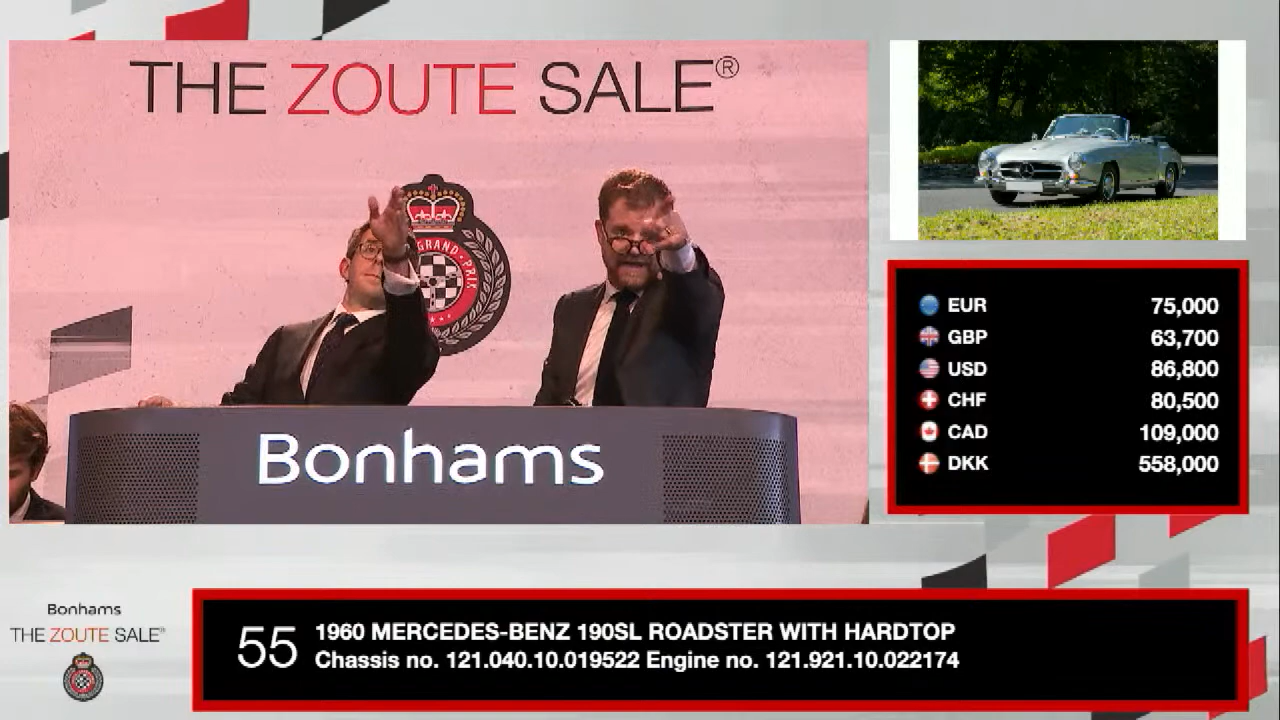 THE ZOUTE SALE®
GRAND-PRIX
Bonhams
EUR 75,000
GBP 63,700
USD 86,800
CHF 80,500
CAD 109,000
DKK 558,000
Bonhams
THE ZOUTE SALE®
55
1960 MERCEDES-BENZ 190SL ROADSTER WITH HARDTOP
Chassis no. 121.040.10.019522 Engine no. 121.921.10.022174